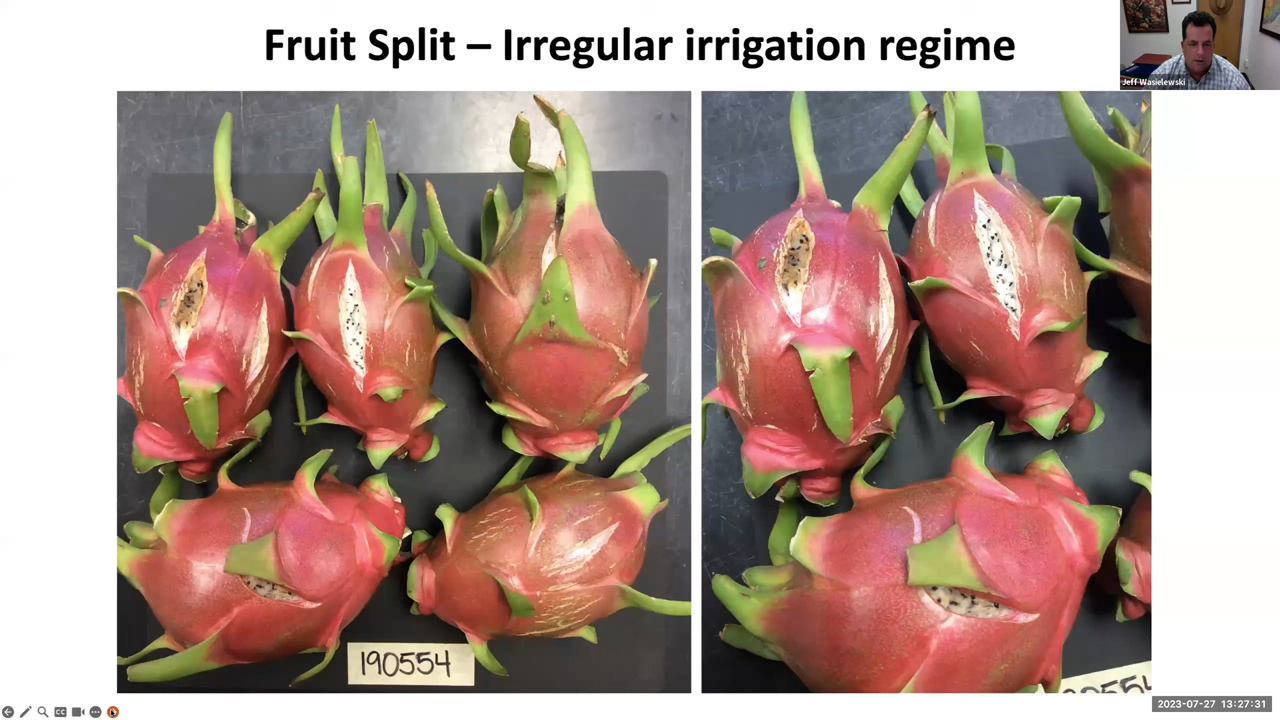 Fruit Split – Irregular irrigation regime
Jeff Wasielewski
190554
2023-07-27 13:27:31